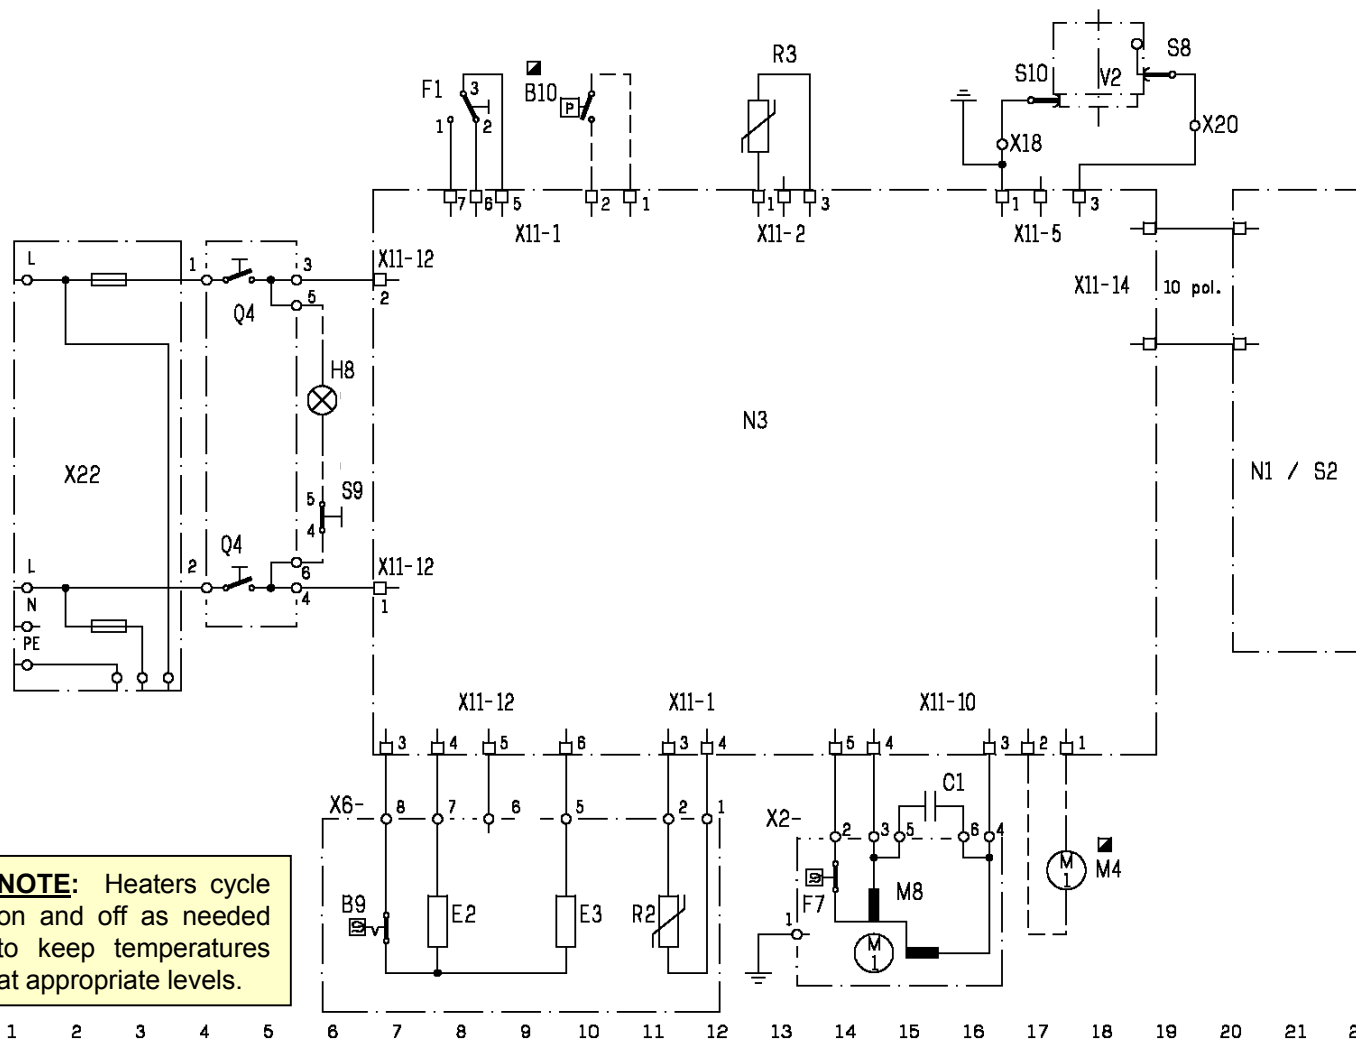 R3
S8
F1
3
B10
P
S10
V2
1
2
X18
X20
7
6
5
2
1
1
3
1
3
X11-1
X11-2
X11-5
L
1
3
X11-12
2
X11-14
10 pol.
5
Q4
H8
N3
X22
5
S9
4
N1 / S2
Q4
L
2
6
X11-12
4
1
N
PE
X11-12
X11-1
X11-10
3
4
5
6
3
4
5
4
3
2
1
C1
X6-
8
7
6
5
2
1
X2-
2
3
5
6
4
M
1
M4
NOTE: Heaters cycle
on and off as needed
to keep temperatures
at appropriate levels.
B9
E2
E3
R2
F7
M8
1
M
1
1 2 3 4 5 6 7 8 9 10 11 12 13 14 15 16 17 18 19 20 21 2